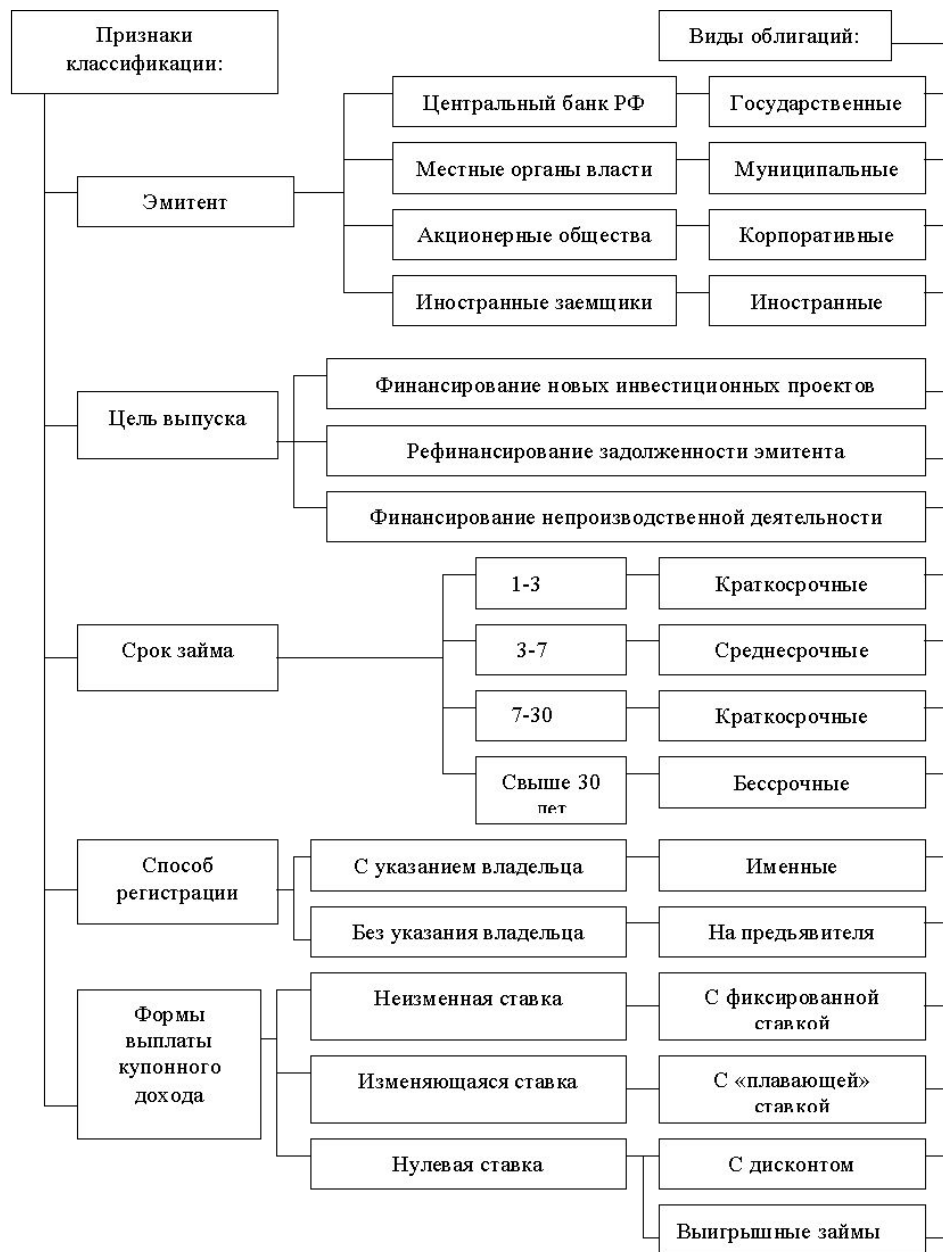 Признаки
классификации:
Виды облигаций:
Эмитент
Центральный банк РФ
Государственные
Местные органы власти
Муниципальные
Акционерные общества
Корпоративные
Иностранные заемщики
Иностранные
Цель выпуска
Финансирование новых инвестиционных проектов
Рефинансирование задолженности эмитента
Финансирование непроизводственной деятельности
Срок займа
1-3
Краткосрочные
3-7
Среднесрочные
7-30
Краткосрочные
Свыше 30
лет
Бессрочные
Способ
регистрации
С указанием владельца
Именные
Без указания владельца
На предьявителя
Формы
выплаты
купонного
дохода
Неизменная ставка
С фиксированной
ставкой
Изменяющаяся ставка
С «плавающей»
ставкой
Нулевая ставка
С дисконтом
Выигрышные займы